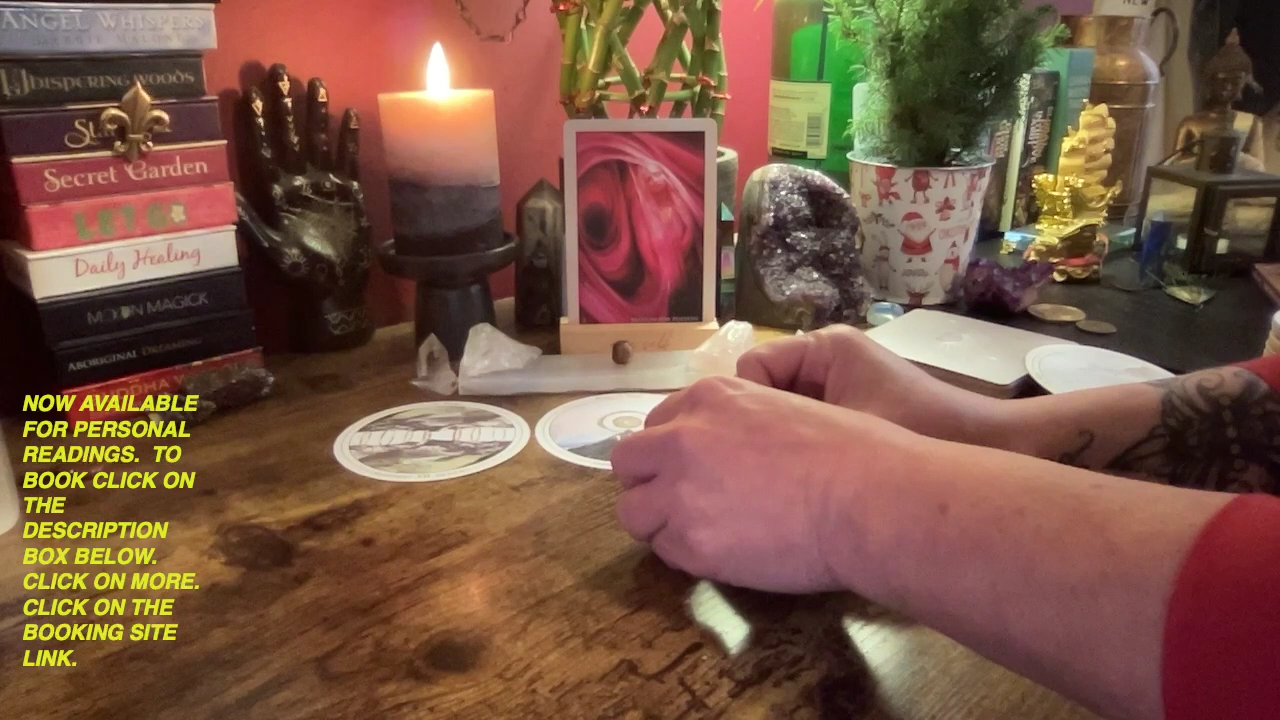 ANGEL WHISPERS
WHISPERING WOODS
Secret Garden
LET GO
Daily Healing
MOON MAGICK
ABORIGINAL DREAMING
NOW AVAILABLE
FOR PERSONAL
READINGS. TO
BOOK CLICK ON
THE
DESCRIPTION
BOX BELOW.
CLICK ON MORE.
CLICK ON THE
BOOKING SITE
LINK.